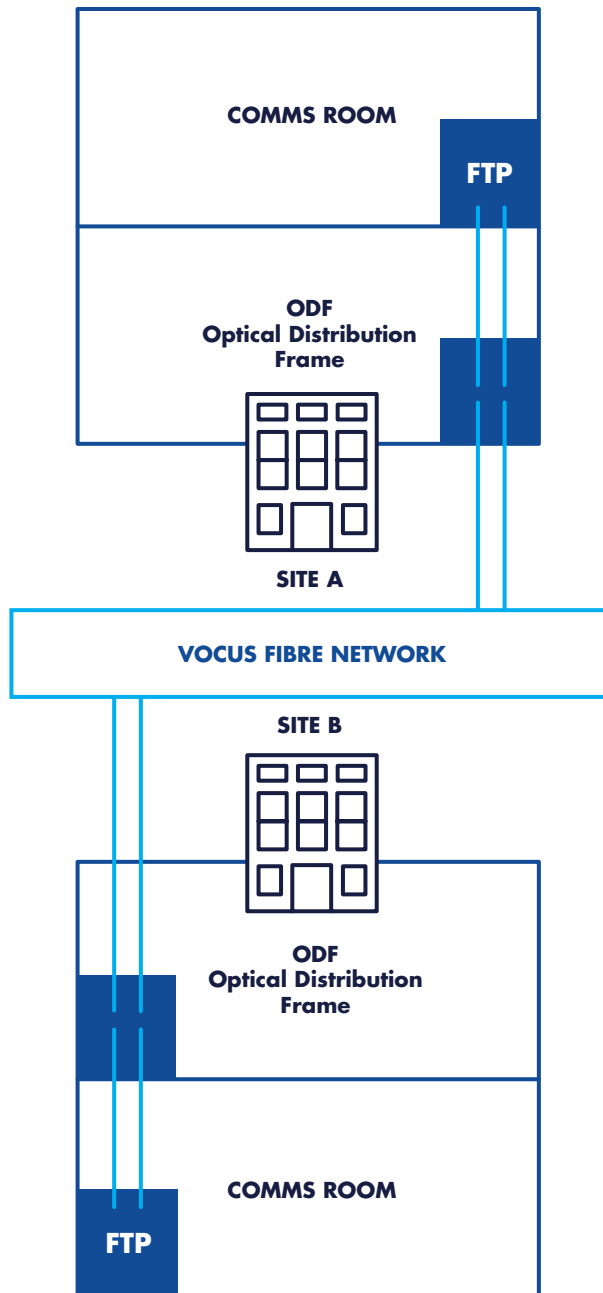 COMMS ROOM
FTP
ODF
Optical Distribution
Frame
SITE A
VOCUS FIBRE NETWORK
SITE B
ODF
Optical Distribution
Frame
COMMS ROOM
FTP